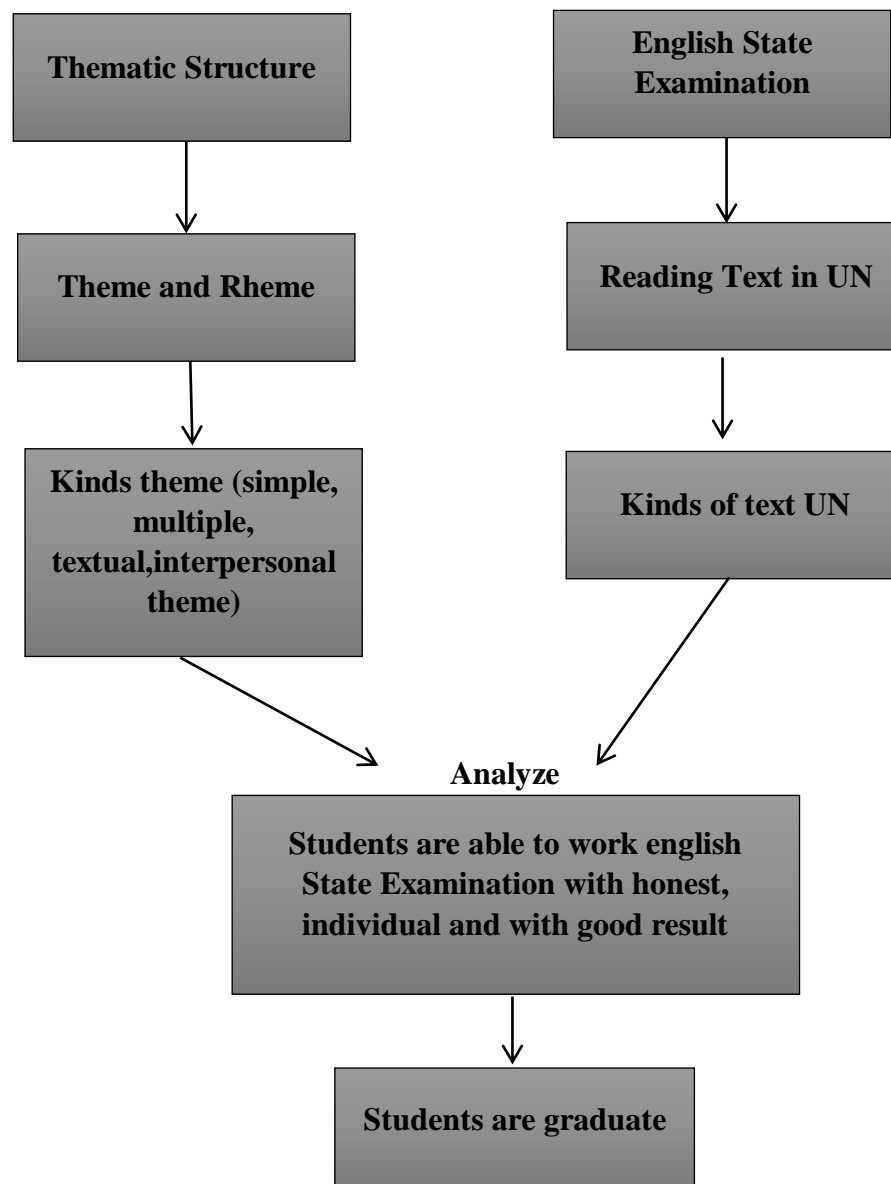 Thematic Structure
English State
Examination
Theme and Rheme
Reading Text in UN
Kinds theme (simple,
multiple,
textual,interpersonal
theme)
Kinds of text UN
Analyze
Students are able to work english
State Examination with honest,
individual and with good result
Students are graduate